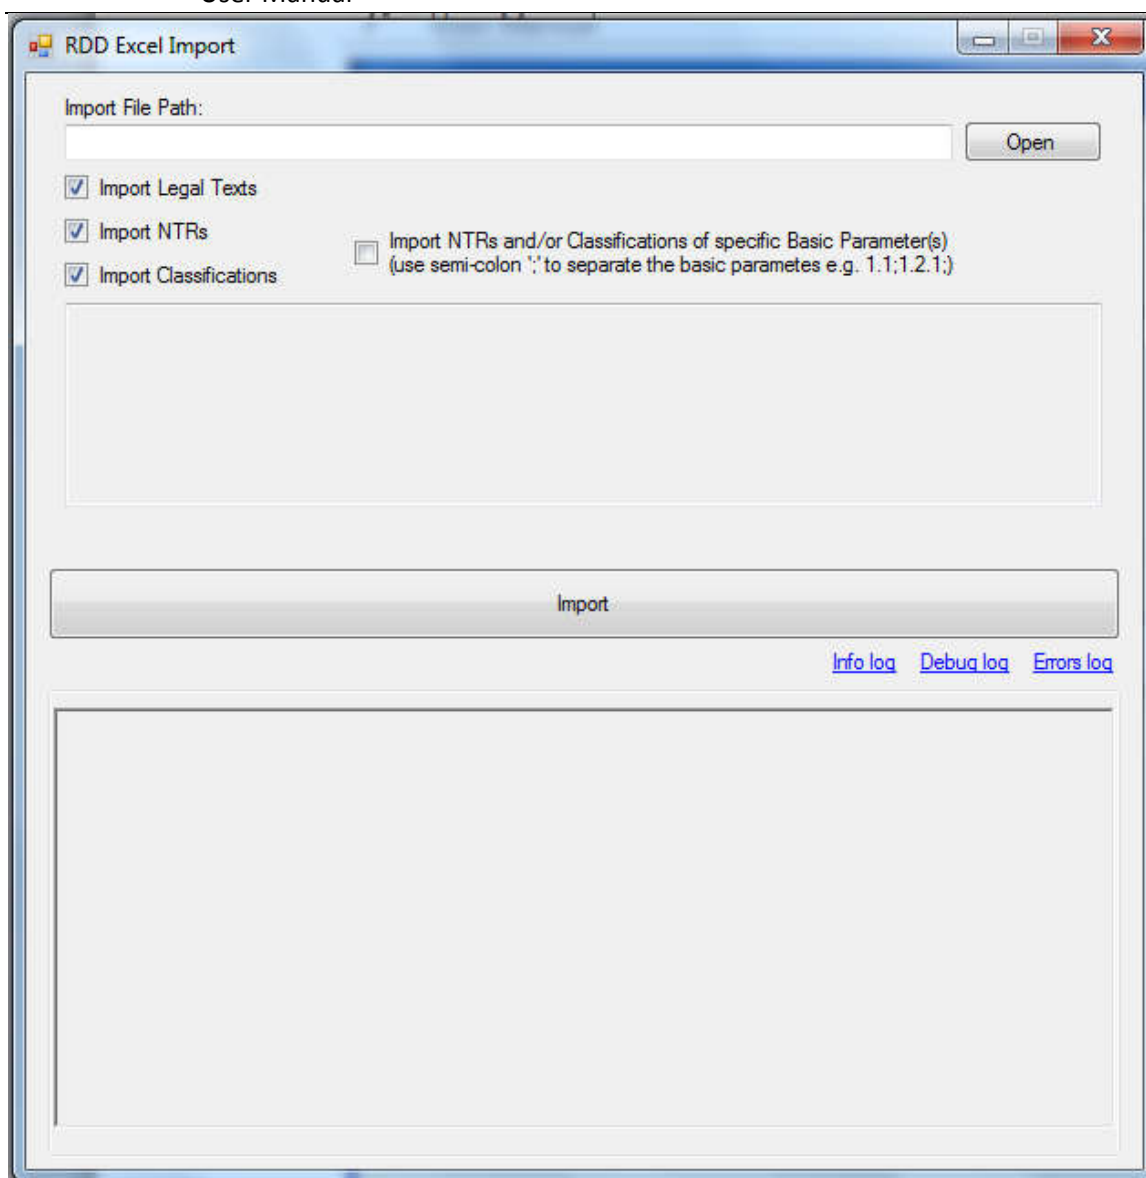 User Manual
RDD Excel Import
Import File Path:
Open
Import Legal Texts
Import NTRs
Import Classifications
Import NTRs and/or Classifications of specific Basic Parameter(s)
(use semi-colon ';' to separate the basic parametes e.g. 1.1;1.2.1;)
Import
Info log Debug log Errors log